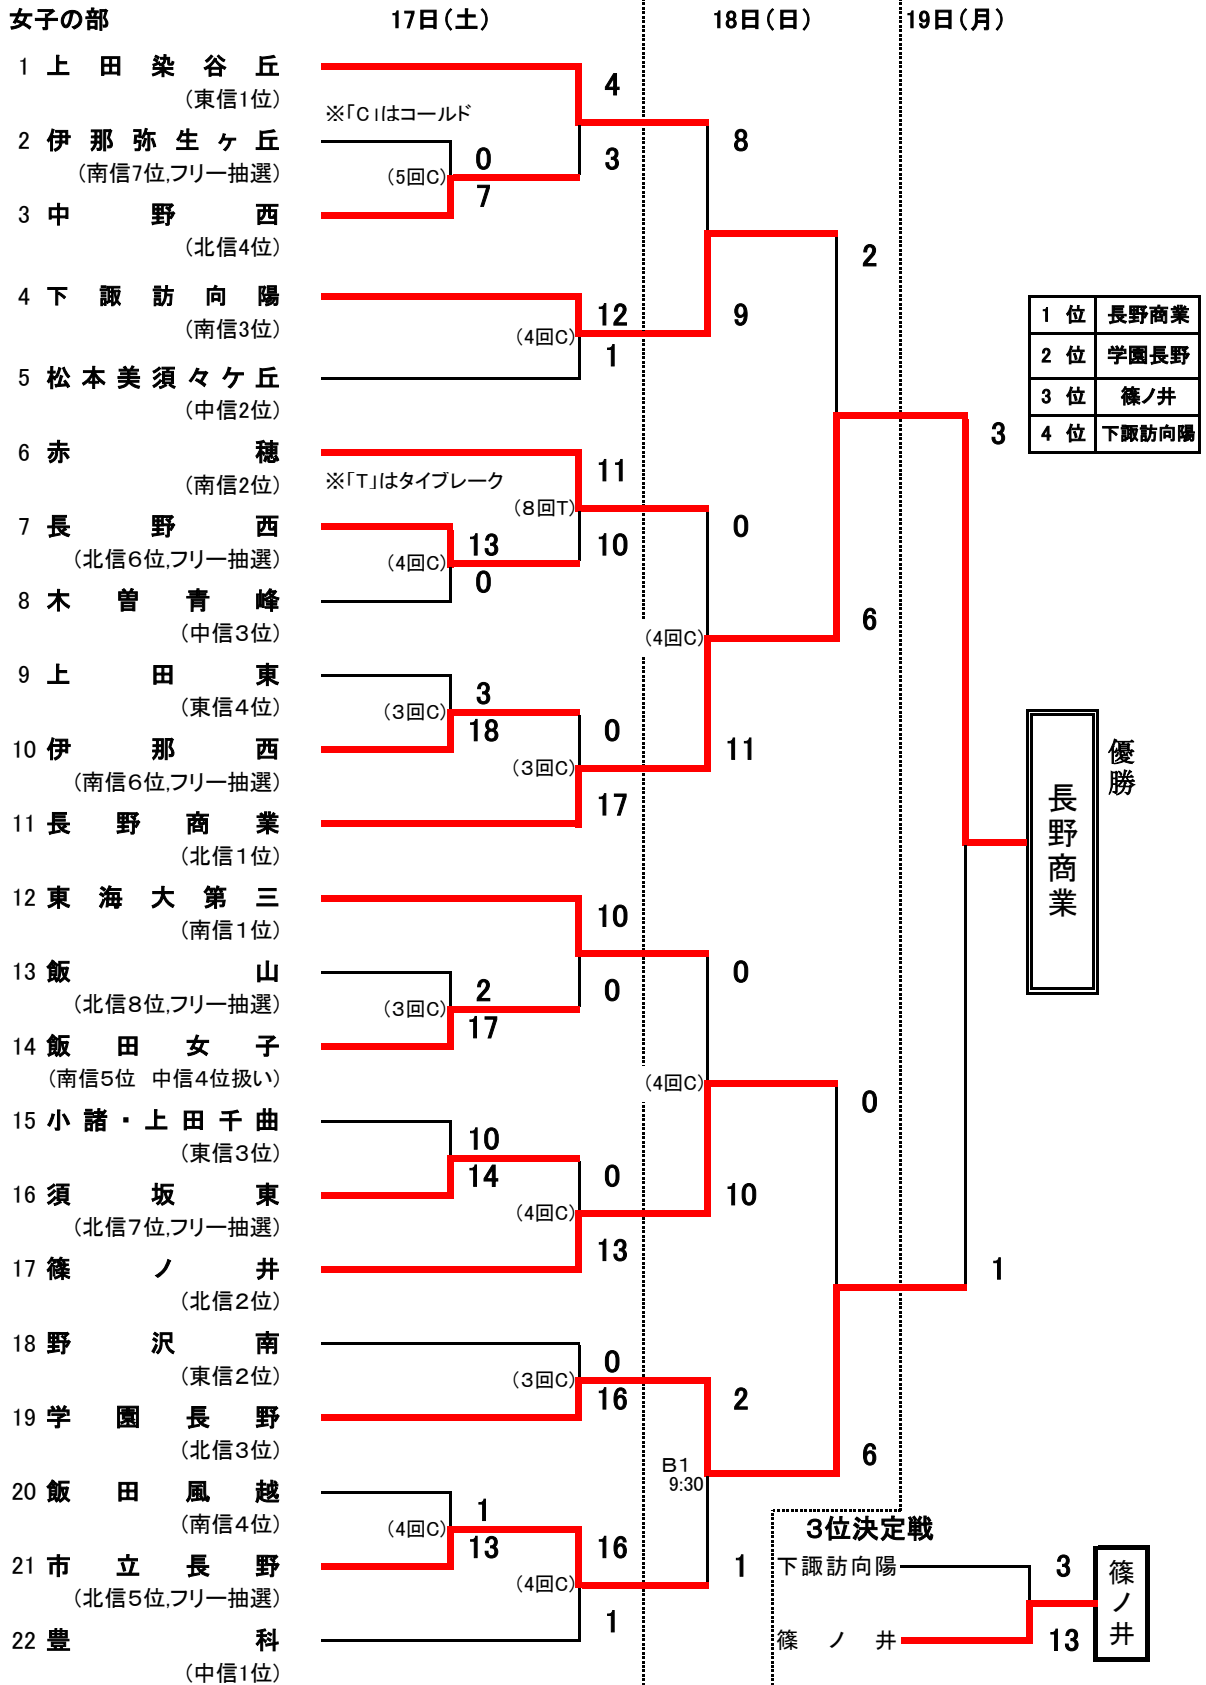 女子の部 17日(土) 18日(日) 19日(月)
1 上田染谷丘 4
(東信1位)
※「C」はコールド
2 伊那弥生ヶ丘 0 3 8
(南信7位,フリー抽選) (5回C) 7
3 中野西
(北信4位)
2
4 下諏訪向陽 12 9
(南信3位) (4回C) 1
5 松本美須々ケ丘
(中信2位)
1位 長野商業
2位 学園長野
3位 篠ノ井
4位 下諏訪向陽
3
6 赤穂 11
(南信2位) ※「T」はタイブレーク
(8回T) 0
7 長野西 13 10
(北信6位,フリー抽選) (4回C) 0
8 木曽青峰 6
(中信3位) (4回C)
9 上田東 3
(東信4位) (3回C) 18 0
10 伊那西 11
(南信6位,フリー抽選) (3回C)
11 長野商業 17
(北信1位)
優勝
長野商業
12 東海大第三 10
(南信1位)
13 飯山 2 0 0
(北信8位,フリー抽選) (3回C) 17
14 飯田女子
(南信5位 中信4位扱い) (4回C)
0
15 小諸・上田千曲 10
(東信3位) 14 0
16 須坂東 10
(北信7位,フリー抽選) (4回C)
17 篠ノ井 13 1
(北信2位)
18 野沢南 0
(東信2位) (3回C) 16 2
19 学園長野
(北信3位) 6
B1
9:30
20 飯田風越 1
(南信4位) (4回C) 13 16
21 市立長野 1
(北信5位,フリー抽選) (4回C)
22 豊科 1
(中信1位)
3位決定戦
下諏訪向陽 3
篠ノ井 13
篠ノ井